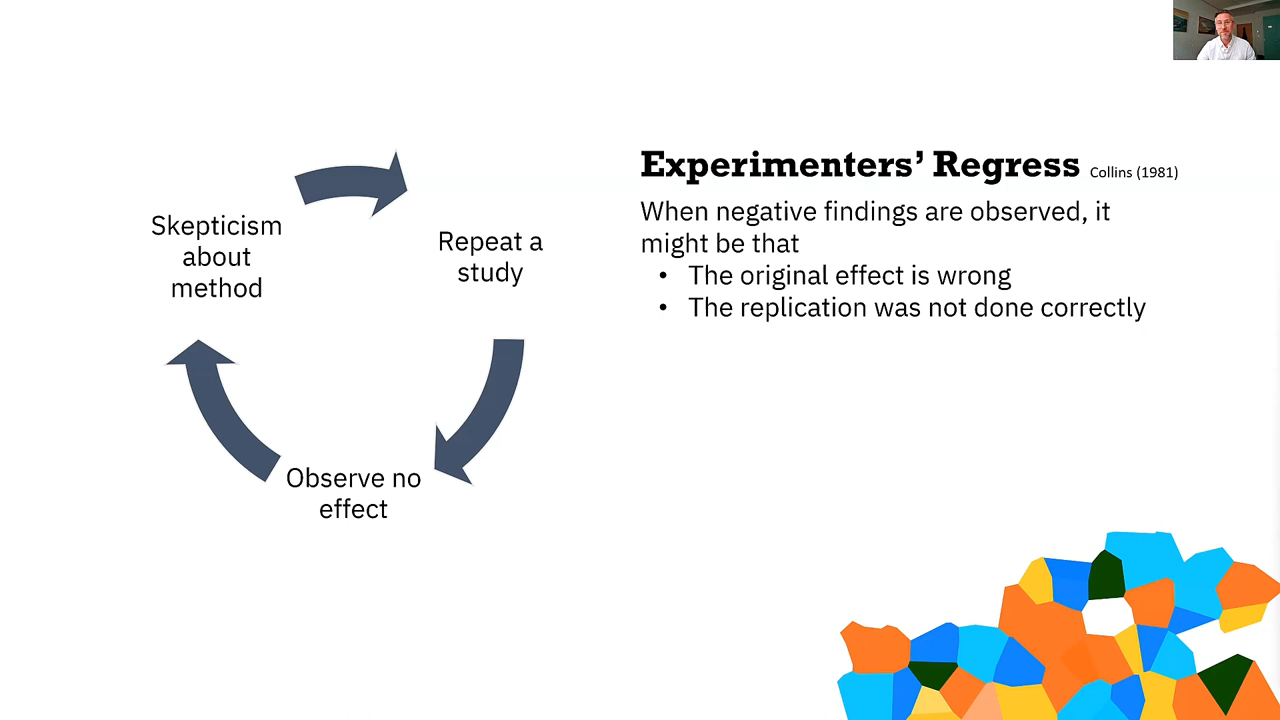 Experimenters’ Regress Collins (1981)
When negative findings are observed, it
might be that
• The original effect is wrong
• The replication was not done correctly
Skepticism
about
method
Repeat a
study
Observe no
effect